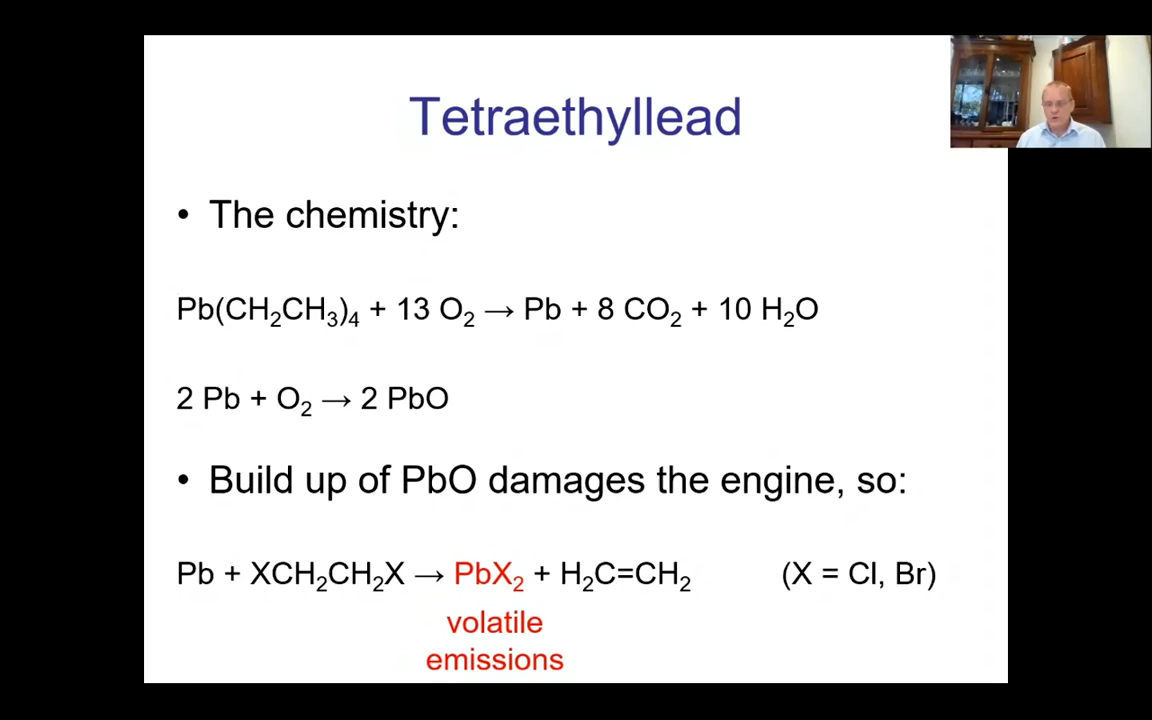 Tetraethyllead
• The chemistry:
Pb(CH₂CH₃)₄ + 13 O₂ → Pb + 8 CO₂ + 10 H₂O
2 Pb + O₂ → 2 PbO
• Build up of PbO damages the engine, so:
Pb + XCH₂CH₂X → PbX₂ + H₂C=CH₂ (X = Cl, Br)
volatile
emissions